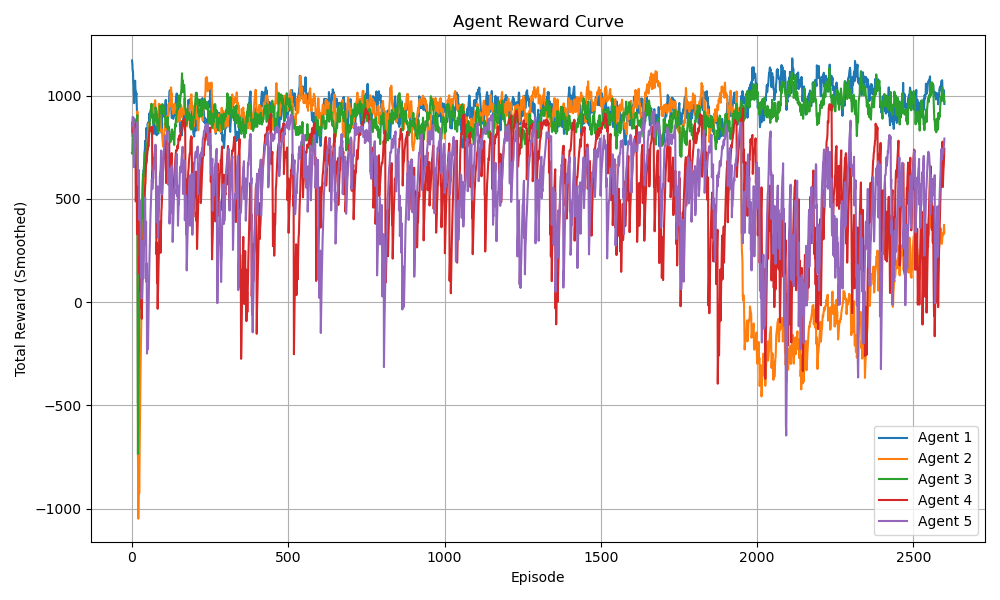 Agent Reward Curve
Total Reward (Smoothed)
1000
500
0
−500
−1000
0 500 1000 1500 2000 2500
Episode
Agent 1
Agent 2
Agent 3
Agent 4
Agent 5